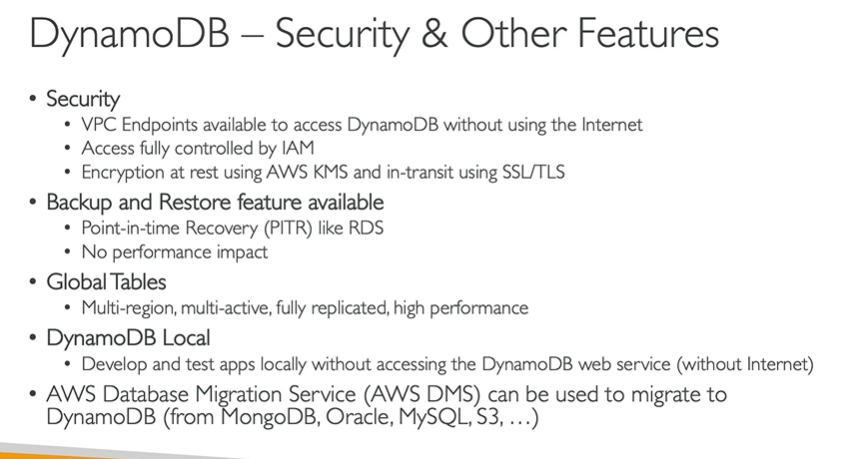 DynamoDB – Security & Other Features
• Security
• VPC Endpoints available to access DynamoDB without using the Internet
• Access fully controlled by IAM
• Encryption at rest using AWS KMS and in-transit using SSL/TLS
• Backup and Restore feature available
• Point-in-time Recovery (PITR) like RDS
• No performance impact
• Global Tables
• Multi-region, multi-active, fully replicated, high performance
• DynamoDB Local
• Develop and test apps locally without accessing the DynamoDB web service (without Internet)
• AWS Database Migration Service (AWS DMS) can be used to migrate to
DynamoDB (from MongoDB, Oracle, MySQL, S3, …)